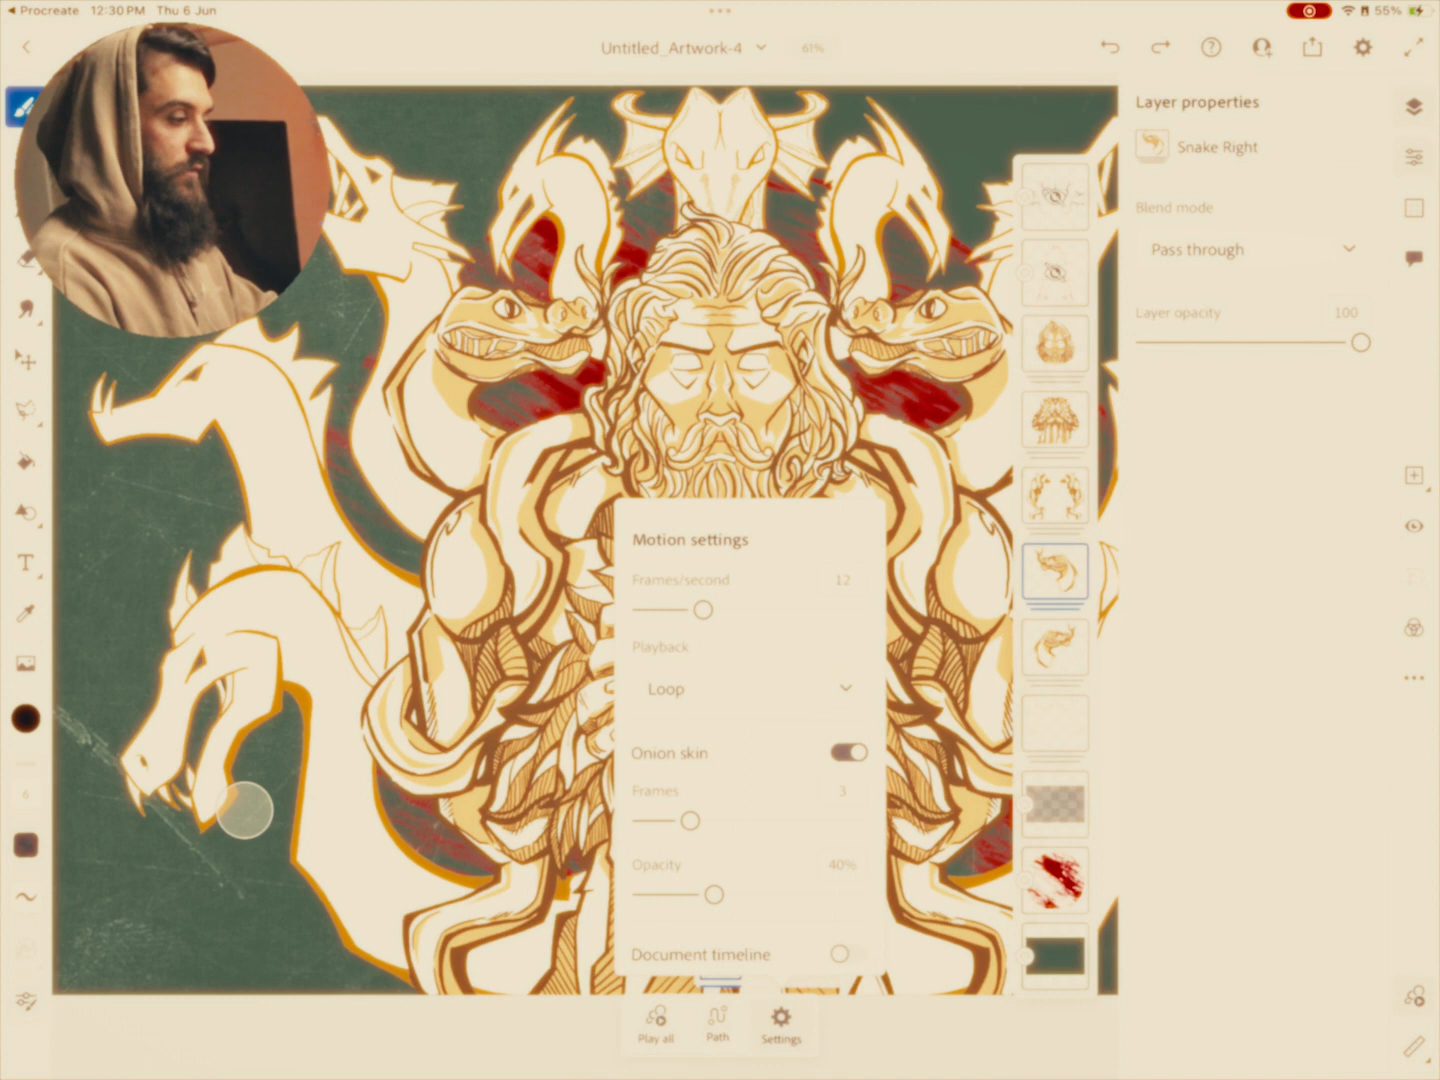 Procreate 12:30 PM Thu 6 Jun
55%
Untitled_Artwork-4 61%
Layer properties
Snake Right
Blend mode
Pass through
Layer opacity 100
T
6
Motion settings
Frames/second 12
Playback
Loop
Onion skin
Frames 3
Opacity 40%
Document timeline
Play all Path Settings